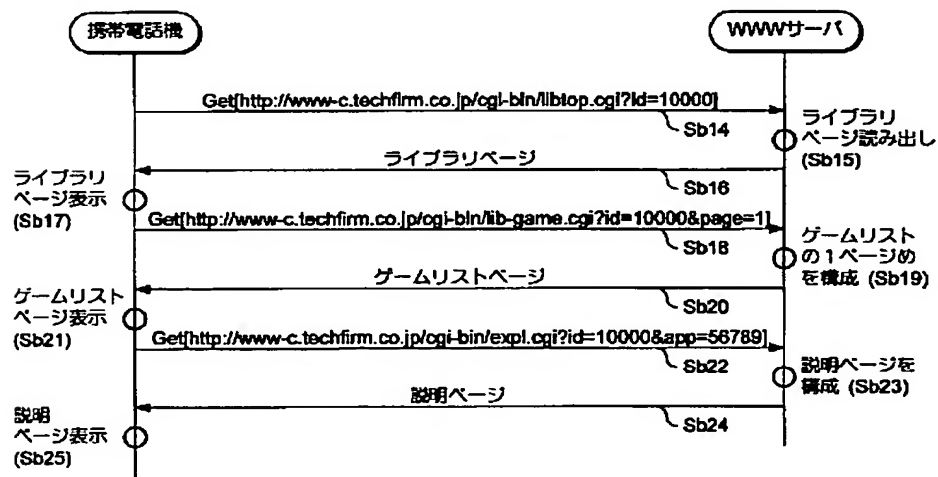 携帯電話機
WWWサーバ
Get[http://www-c.techfirm.co.jp/cgi-bin/libtop.cgi?id=10000]
Sb14
ライブラリ
ページ読み出し
(Sb15)
ライブラリページ
Sb16
ライブラリ
ページ表示
(Sb17)
Get[http://www-c.techfirm.co.jp/cgi-bin/lib-game.cgi?id=10000&page=1]
Sb18
ゲームリスト
の1ページめ
を構成 (Sb19)
ゲームリストページ
Sb20
ゲームリスト
ページ表示
(Sb21)
Get[http://www-c.techfirm.co.jp/cgi-bin/expl.cgi?id=10000&app=56789]
Sb22
説明ページを
構成 (Sb23)
説明ページ
Sb24
説明
ページ表示
(Sb25)